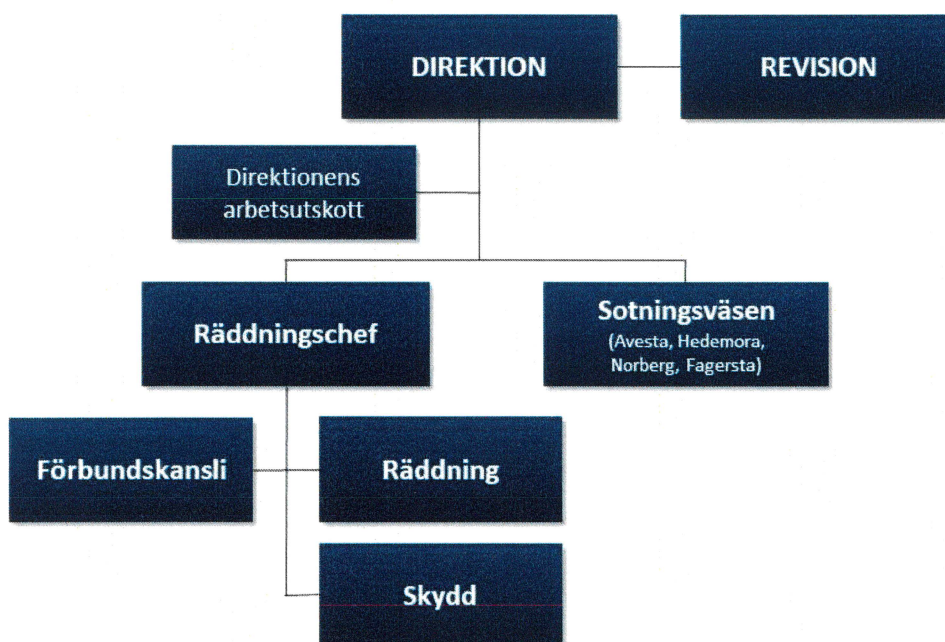 DIREKTION
REVISION
Direktionens
arbetsutskott
Räddningschef
Sotningsväsen
(Avesta, Hedemora,
Norberg, Fagersta)
Förbundskansli
Räddning
Skydd